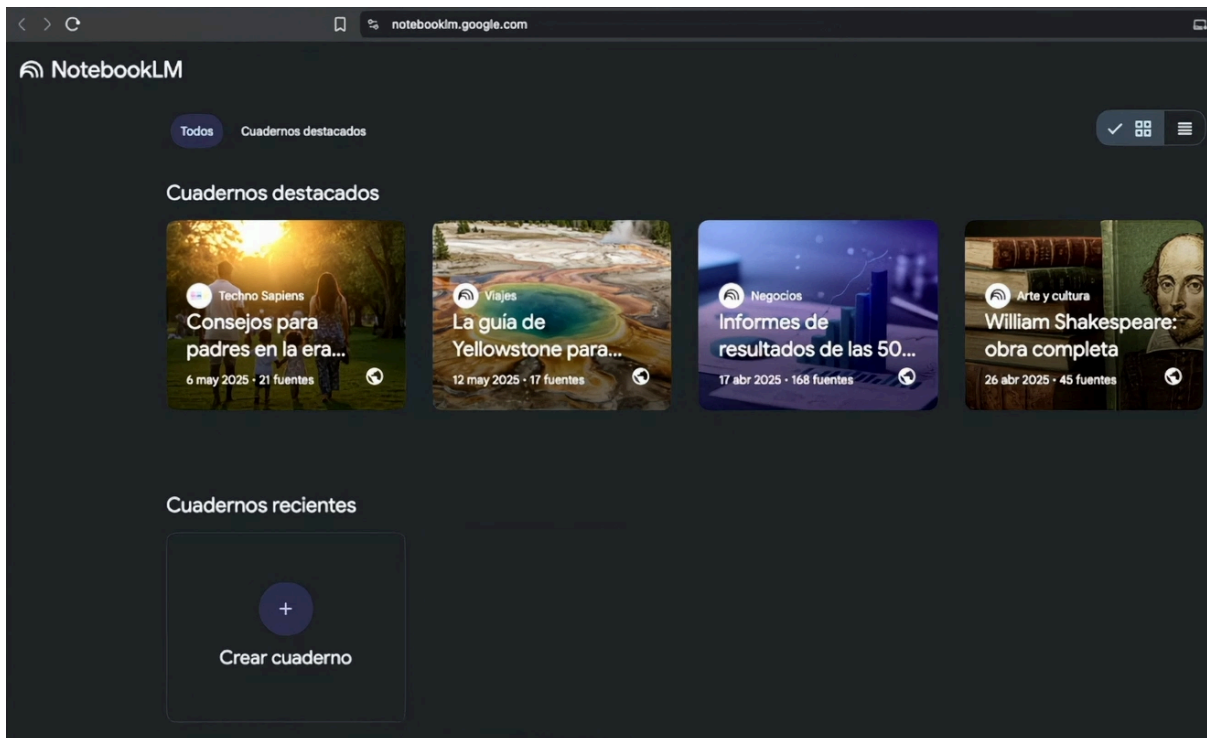 notebooklm.google.com
NotebookLM
Todos
Cuadernos destacados
Cuadernos destacados
Techno Sapiens
Consejos para
padres en la era...
6 may 2025 • 21 fuentes
Viajes
La guía de
Yellowstone para...
12 may 2025 • 17 fuentes
Negocios
Informes de
resultados de las 50...
17 abr 2025 • 168 fuentes
Arte y cultura
William Shakespeare:
obra completa
26 abr 2025 • 45 fuentes
Cuadernos recientes
+
Crear cuaderno